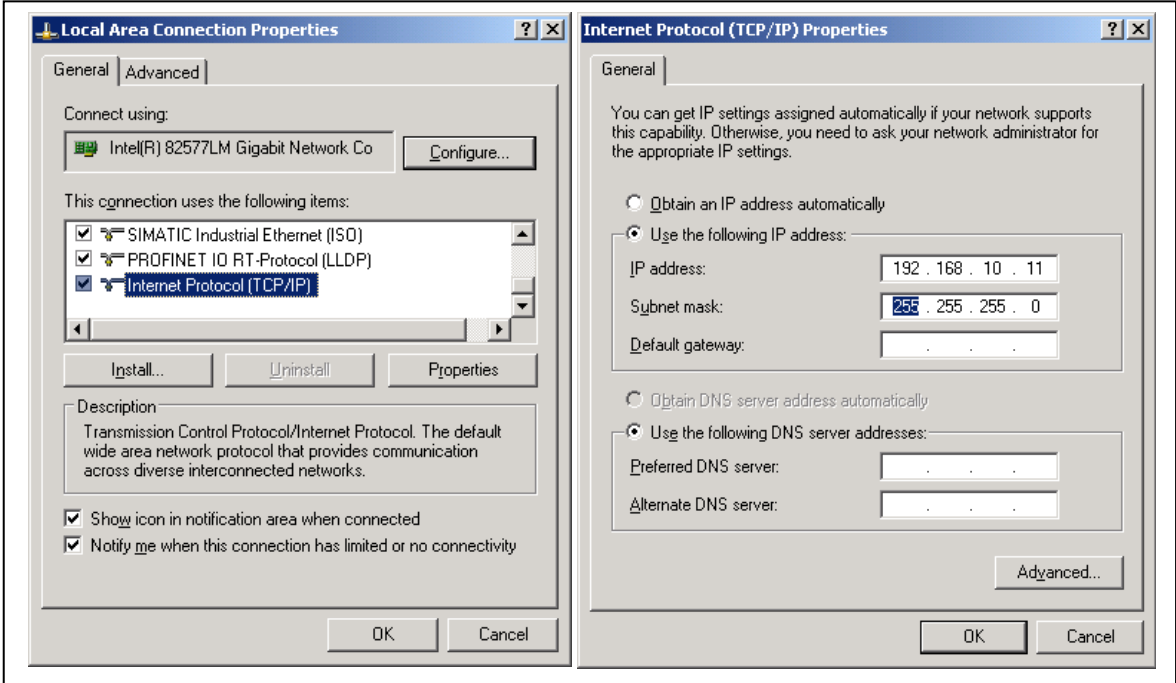 Local Area Connection Properties
General
Advanced
Connect using:
Intel(R) 82577LM Gigabit Network Co
Configure...
This connection uses the following items:
SIMATIC Industrial Ethernet (ISO)
PROFINET IO RT-Protocol (LLDP)
Internet Protocol (TCP/IP)
Install...
Uninstall
Properties
Description
Transmission Control Protocol/Internet Protocol. The default
wide area network protocol that provides communication
across diverse interconnected networks.
Show icon in notification area when connected
Notify me when this connection has limited or no connectivity
OK
Cancel
Internet Protocol (TCP/IP) Properties
General
You can get IP settings assigned automatically if your network supports
this capability. Otherwise, you need to ask your network administrator for
the appropriate IP settings.
Obtain an IP address automatically
Use the following IP address:
IP address: 192 . 168 . 10 . 11
Subnet mask: 255 . 255 . 255 . 0
Default gateway: . . .
Obtain DNS server address automatically
Use the following DNS server addresses:
Preferred DNS server: . . .
Alternate DNS server: . . .
Advanced...
OK
Cancel